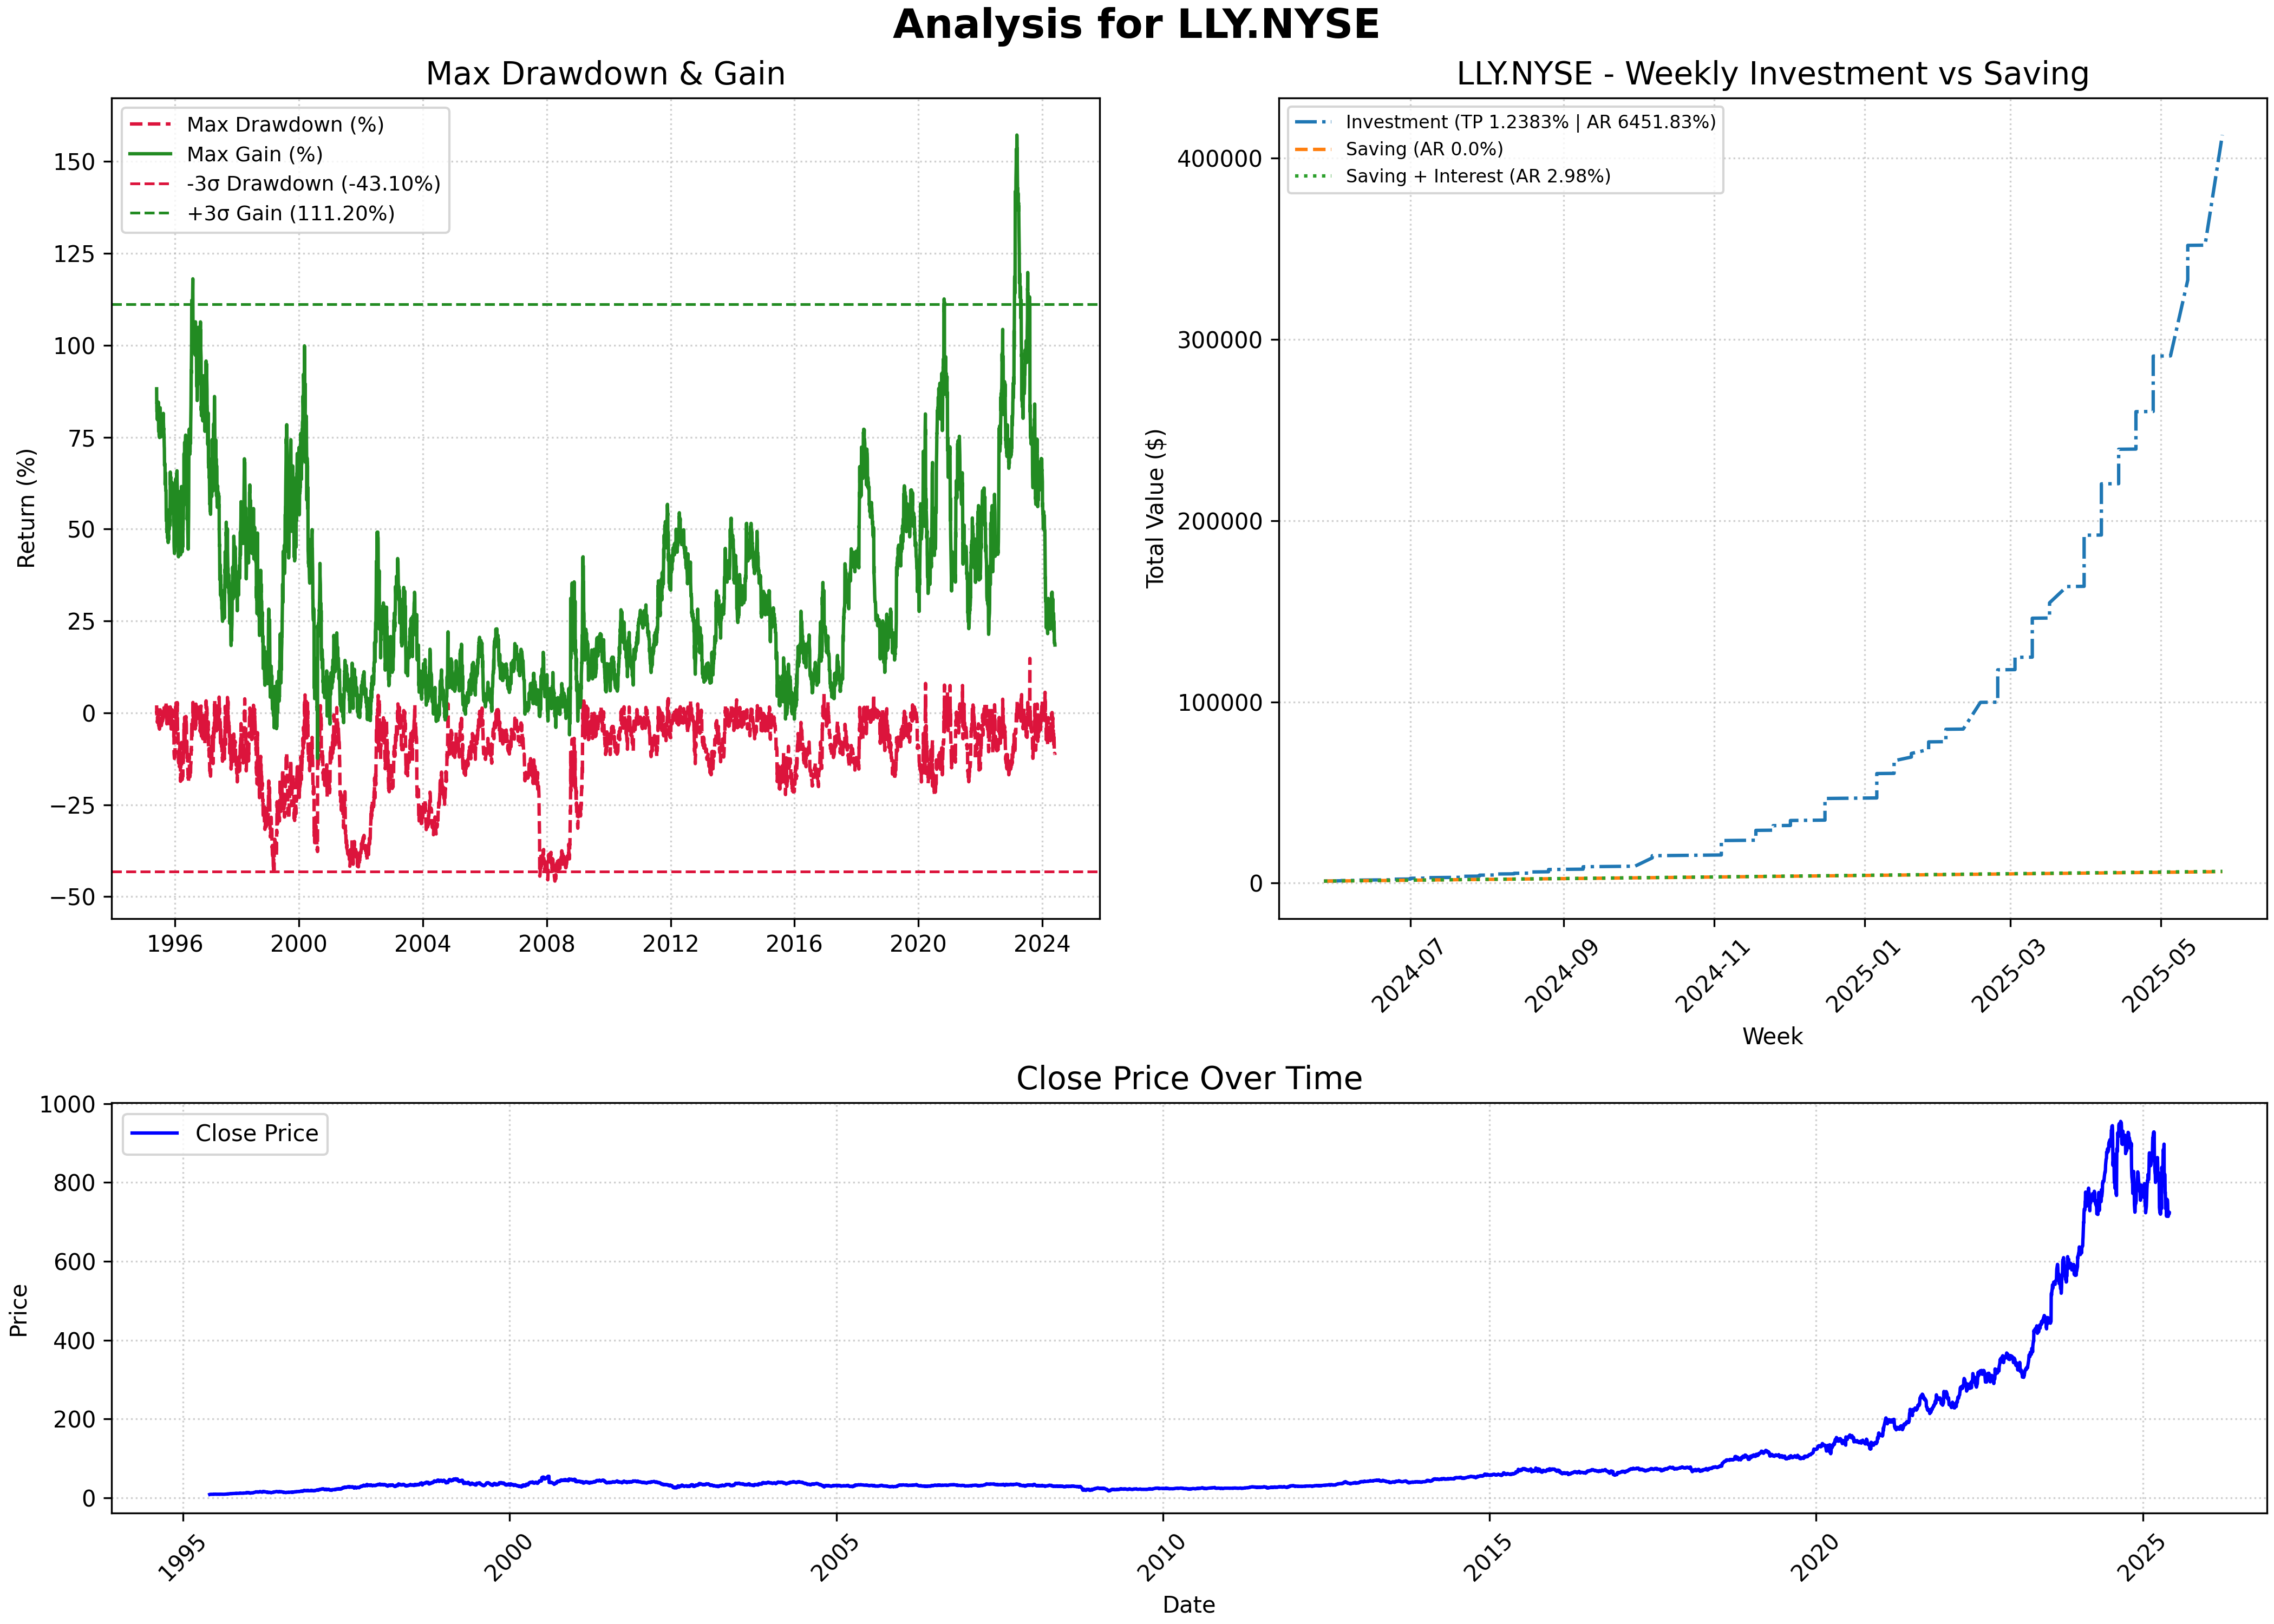 Analysis for LLY.NYSE
Max Drawdown & Gain
Max Drawdown (%)
Max Gain (%)
-3σ Drawdown (-43.10%)
+3σ Gain (111.20%)
Return (%)
150
125
100
75
50
25
0
−25
−50
1996
2000
2004
2008
2012
2016
2020
2024
LLY.NYSE - Weekly Investment vs Saving
Investment (TP 1.2383% | AR 6451.83%)
Saving (AR 0.0%)
Saving + Interest (AR 2.98%)
Total Value ($)
400000
300000
200000
100000
0
2024-07
2024-09
2024-11
2025-01
2025-03
2025-05
Week
Close Price Over Time
Close Price
Price
1000
800
600
400
200
0
1995
2000
2005
2010
2015
2020
2025
Date